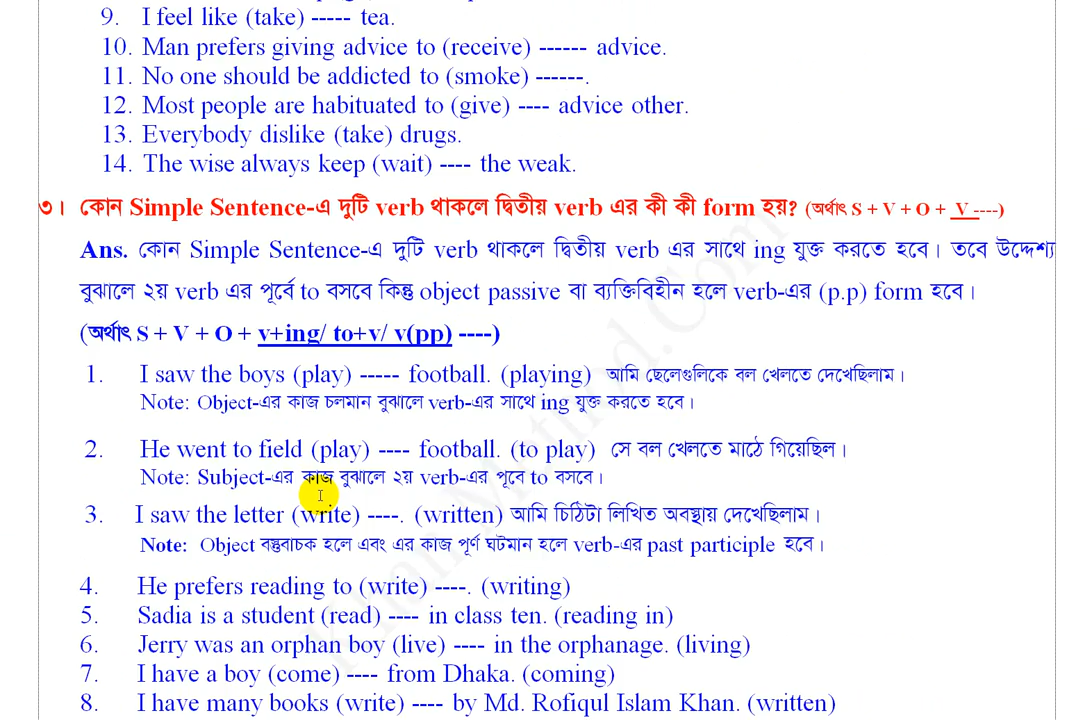 9. I feel like (take) ----- tea.
10. Man prefers giving advice to (receive) ------ advice.
11. No one should be addicted to (smoke) ------.
12. Most people are habituated to (give) ---- advice other.
13. Everybody dislike (take) drugs.
14. The wise always keep (wait) ---- the weak.
৩। কোন Simple Sentence-এ দুটি verb থাকলে দ্বিতীয় verb এর কী কী form হয়? (অর্থাৎ S + V + O + V ----)
Ans. কোন Simple Sentence-এ দুটি verb থাকলে দ্বিতীয় verb এর সাথে ing যুক্ত করতে হবে। তবে উদ্দেশ্য
বুঝালে ২য় verb এর পূর্বে to বসবে কিন্তু object passive বা ব্যক্তিবিহীন হলে verb-এর (p.p) form হবে।
(অর্থাৎ S + V + O + v+ing/ to+v/ v(pp) ----)
1. I saw the boys (play) ----- football. (playing) আমি ছেলেগুলিকে বল খেলতে দেখেছিলাম।
Note: Object-এর কাজ চলমান বুঝালে verb-এর সাথে ing যুক্ত করতে হবে।
2. He went to field (play) ---- football. (to play) সে বল খেলতে মাঠে গিয়েছিল।
Note: Subject-এর কাজ বুঝালে ২য় verb-এর পূবে to বসবে।
3. I saw the letter (write) ----. (written) আমি চিঠিটা লিখিত অবস্থায় দেখেছিলাম।
Note: Object বস্তুবাচক হলে এবং এর কাজ পূর্ণ ঘটমান হলে verb-এর past participle হবে।
4. He prefers reading to (write) ----. (writing)
5. Sadia is a student (read) ---- in class ten. (reading in)
6. Jerry was an orphan boy (live) ---- in the orphanage. (living)
7. I have a boy (come) ---- from Dhaka. (coming)
8. I have many books (write) ---- by Md. Rofiqul Islam Khan. (written)